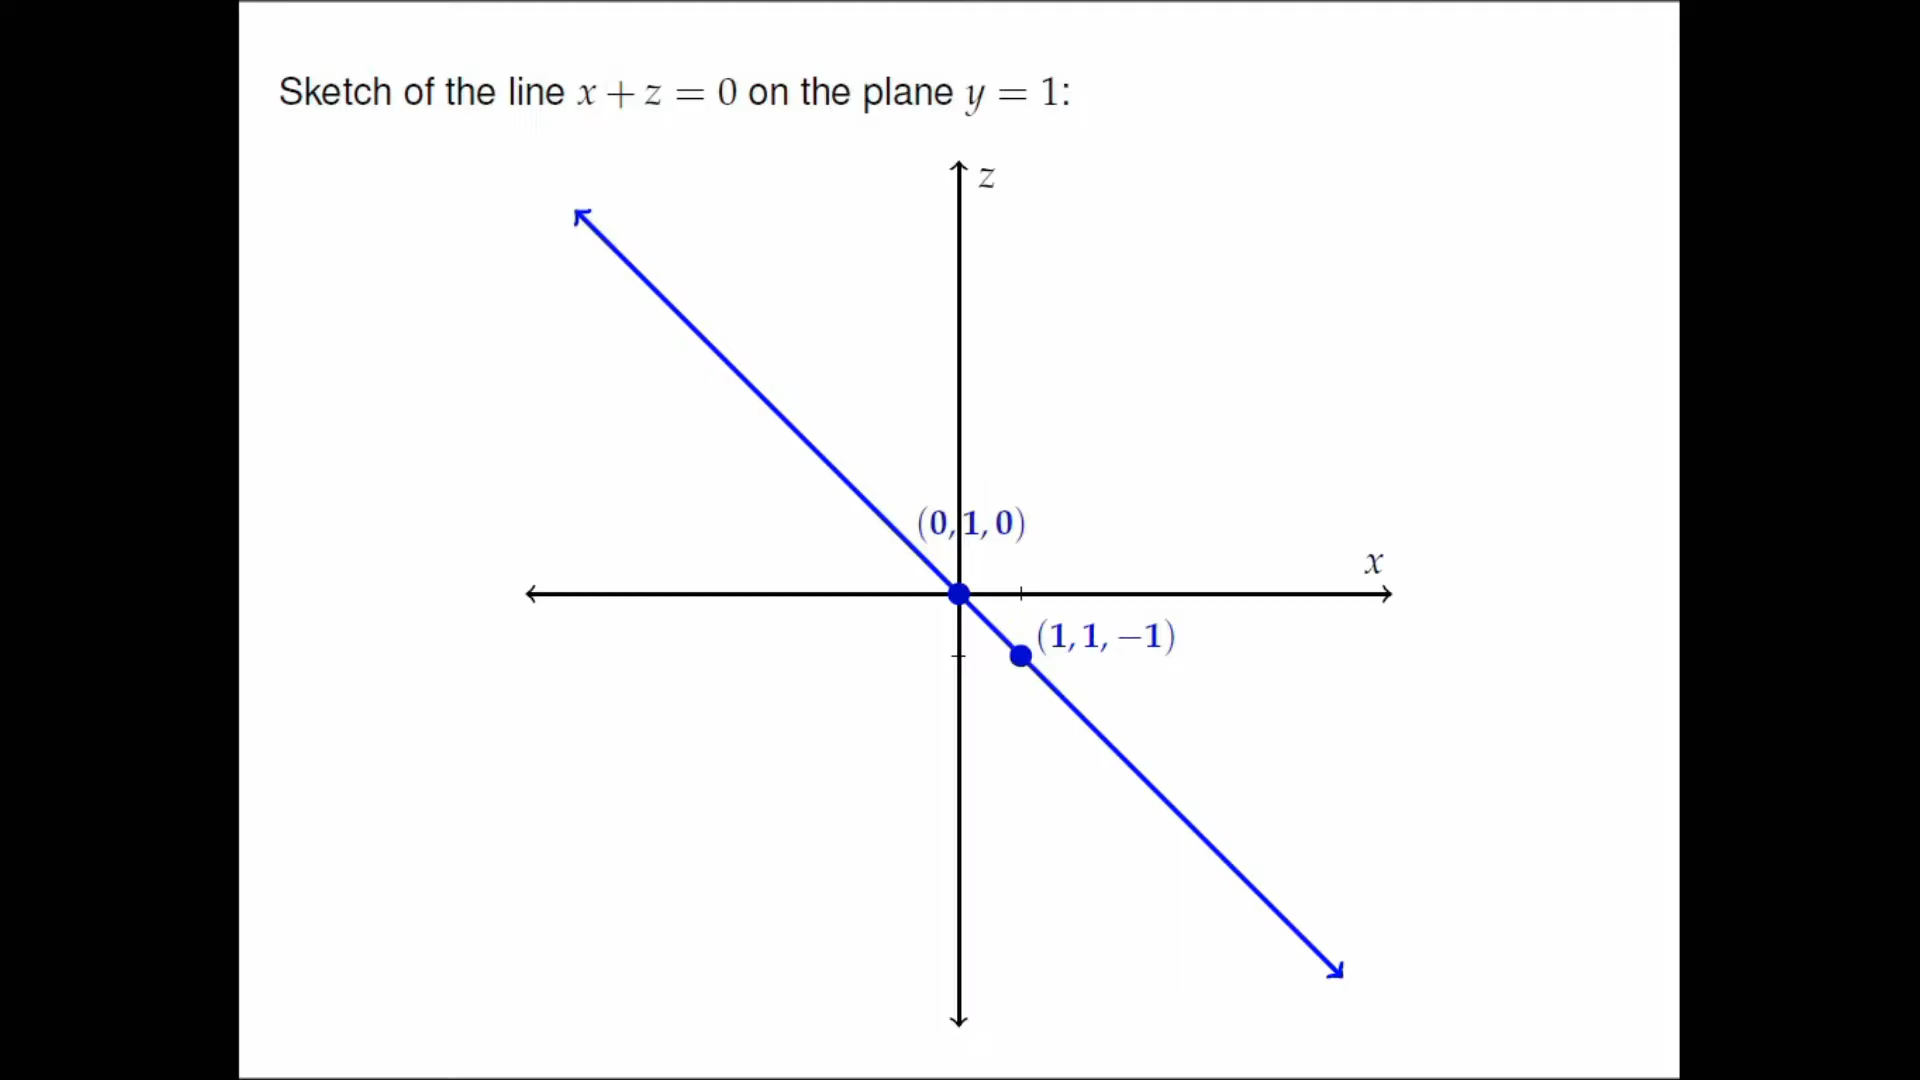 Sketch of the line x + z = 0 on the plane y = 1:
z
(0, 1, 0)
x
(1, 1, −1)